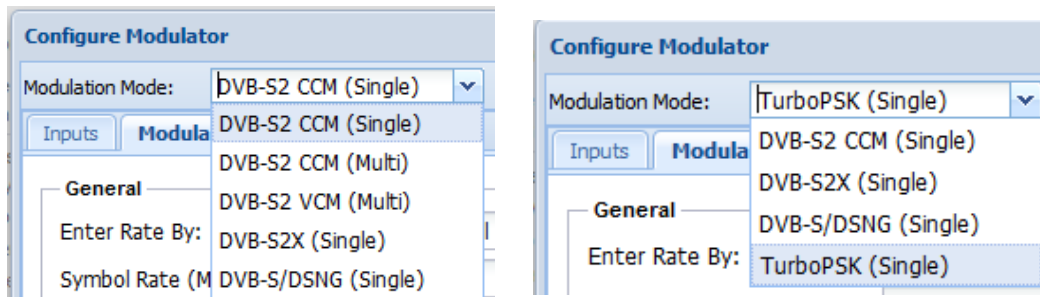 Configure Modulator
Modulation Mode: DVB-S2 CCM (Single)
Inputs Modula DVB-S2 CCM (Single)
DVB-S2 CCM (Multi)
General
DVB-S2 VCM (Multi)
Enter Rate By: DVB-S2X (Single)
Symbol Rate (M DVB-S/DSNG (Single)
Configure Modulator
Modulation Mode: TurboPSK (Single)
Inputs Modula DVB-S2 CCM (Single)
DVB-S2X (Single)
General
DVB-S/DSNG (Single)
Enter Rate By: TurboPSK (Single)